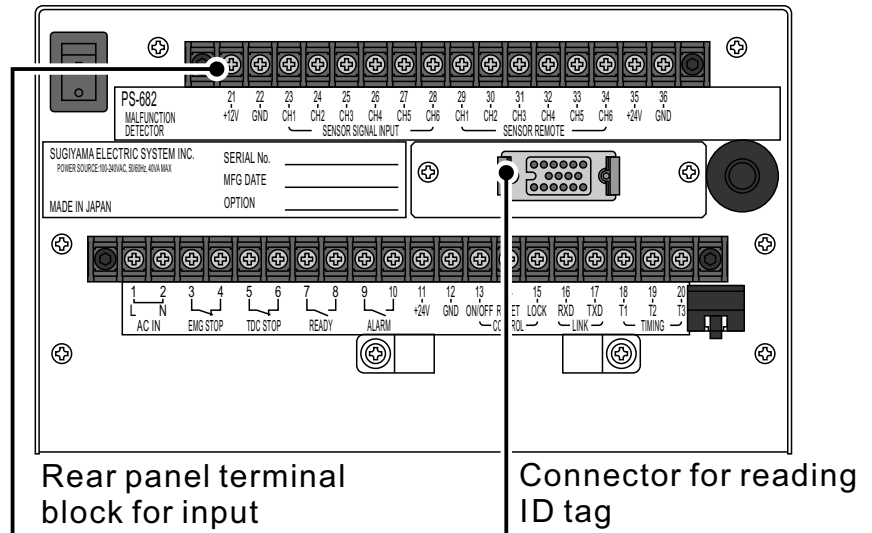 PS-682
MALFUNCTION
DETECTOR
21 22 23 24 25 26 27 28 29 30 31 32 33 34 35 36
+12V GND CH1 CH2 CH3 CH4 CH5 CH6 CH1 CH2 CH3 CH4 CH5 CH6 +24V GND
SENSOR SIGNAL INPUT SENSOR REMOTE
SUGIYAMA ELECTRIC SYSTEM INC.
POWER SOURCE:100-240VAC, 50/60Hz, 40VA MAX
MADE IN JAPAN
SERIAL No.
MFG DATE
OPTION
1 2 3 4 5 6 7 8 9 10 11 12 13 15 16 17 18 19 20
L N +24V GND ON/OFF LOCK RXD TXD T1 T2 T3
AC IN EMG STOP TDC STOP READY ALARM LINK TIMING
Rear panel terminal
block for input
Connector for reading
ID tag